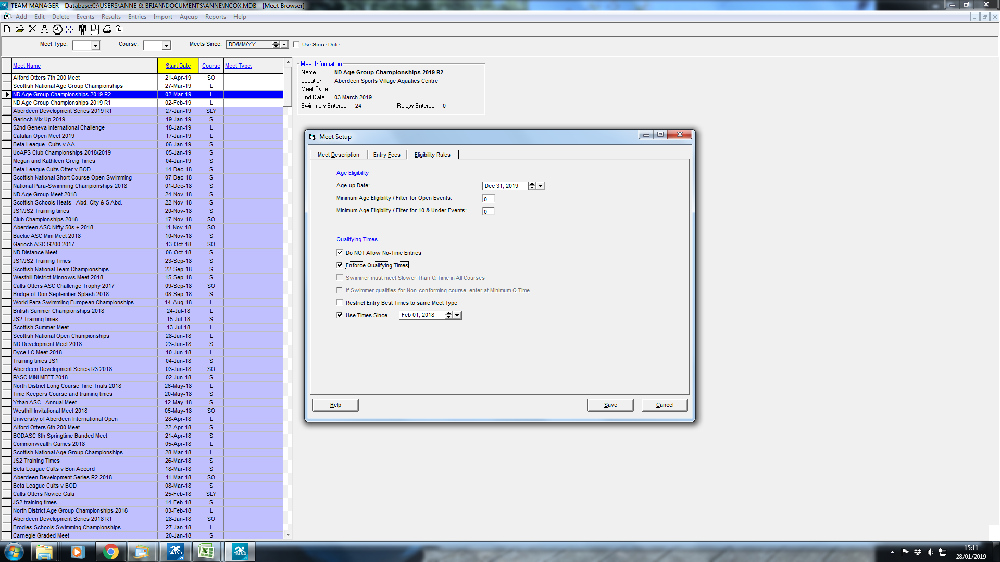 TEAM MANAGER - Database:C:\USERS\ANNE & BRIAN\DOCUMENTS\ANNE\NCOX.MDB - [Meet Browser]
Add Edit Delete Events Results Entries Import Ageup Reports Help
Meet Type: Course: Meets Since: DD/MM/YY Use Since Date
Meet Name Start Date Course Meet Type:
Alford Otters 7th 200 Meet 21-Apr-19 SO
Scottish National Age Group Championships 27-Mar-19 L
ND Age Group Championships 2019 R2 02-Mar-19 L
ND Age Group Championships 2019 R1 02-Feb-19 L
Aberdeen Development Series 2019 R1 27-Jan-19 SLY
Garioch Mix Up 2019 19-Jan-19 S
52nd Geneva International Challenge 18-Jan-19 L
Catalan Open Meet 2019 17-Jan-19 L
Beta League- Cults v AA 06-Jan-19 S
UoAPS Club Championships 2018/2019 05-Jan-19 S
Megan and Kathleen Greig Times 04-Jan-19 S
Beta League Cults Otter v BOD 14-Dec-18 S
Scottish National Short Course Open Swimming 07-Dec-18 S
National Para-Swimming Championships 2018 01-Dec-18 S
ND Age Group Meet 2018 24-Nov-18 S
Scottish Schools Heats - Abd. City & S Abd. 22-Nov-18 S
JS1/JS2 Training times 20-Nov-18 S
Club Championships 2018 17-Nov-18 SO
Aberdeen ASC Nifty 50s + 2018 11-Nov-18 SO
Buckie ASC Mini Meet 2018 10-Nov-18 S
Garioch ASC G200 2017 13-Oct-18 SO
ND Distance Meet 06-Oct-18 S
JS1/JS2 Training Times 23-Sep-18 S
Scottish National Team Championships 22-Sep-18 S
Westhill District Minnows Meet 2018 15-Sep-18 S
Cults Otters ASC Challenge Trophy 2017 09-Sep-18 SO
Bridge of Don September Splash 2018 08-Sep-18 S
World Para Swimmiing European Championships 14-Aug-18 L
British Summer Championships 2018 24-Jul-18 L
JS2 Training times 15-Jul-18 S
Scottish Summer Meet 13-Jul-18 L
Scottish National Open Championships 28-Jun-18 L
ND Development Meet 2018 23-Jun-18 S
Dyce LC Meet 2018 10-Jun-18 L
Training times JS1 04-Jun-18 S
Aberdeen Development Series R3 2018 03-Jun-18 SO
PASC MINI MEET 2018 02-Jun-18 S
North District Long Course Time Trials 2018 26-May-18 L
Time Keepers Course and training times 20-May-18 S
Ythan ASC - Annual Meet 12-May-18 S
Westhill Invitational Meet 2018 05-May-18 SO
University of Aberdeen International Open 28-Apr-18 L
Alford Otters 6th 200 Meet 22-Apr-18 S
BODASC 6th Springtime Banded Meet 21-Apr-18 S
Commonwealth Games 2018 05-Apr-18 L
Scottish National Age Group Championships 28-Mar-18 L
JS2 Training Times 26-Mar-18 S
Beta League Cults v Bon Accord 18-Mar-18 S
Aberdeen Development Series R2 2018 11-Mar-18 SO
Beta League Cults v BOD 08-Mar-18 S
Cults Otters Novice Gala 25-Feb-18 SLY
JS2 training times 14-Feb-18 S
North District Age Group Championships 2018 03-Feb-18 L
Aberdeen Development Series 2018 R1 28-Jan-18 SO
Brodies Schools Swimming Championships 27-Jan-18 L
Carnegie Graded Meet 20-Jan-18 S
Meet Information
Name ND Age Group Championships 2019 R2
Location Aberdeen Sports Village Aquatics Centre
Meet Type
End Date 03 March 2019
Swimmers Entered 24 Relays Entered 0
Meet Setup
Meet Description Entry Fees Eligibility Rules
Age Eligibility
Age-up Date: Dec 31, 2019
Minimum Age Eligibility / Filter for Open Events: 0
Minimum Age Eligibility / Filter for 10 & Under Events: 0
Qualifying Times
Do NOT Allow No-Time Entries
Enforce Qualifying Times
Swimmer must meet Slower Than Q Time in All Courses
If Swimmer qualifies for Non-conforming course, enter at Minimum Q Time
Restrict Entry Best Times to same Meet Type
Use Times Since Feb 01, 2018
Help Save Cancel
MM 6.0 TM 8.0
15:11
28/01/2019